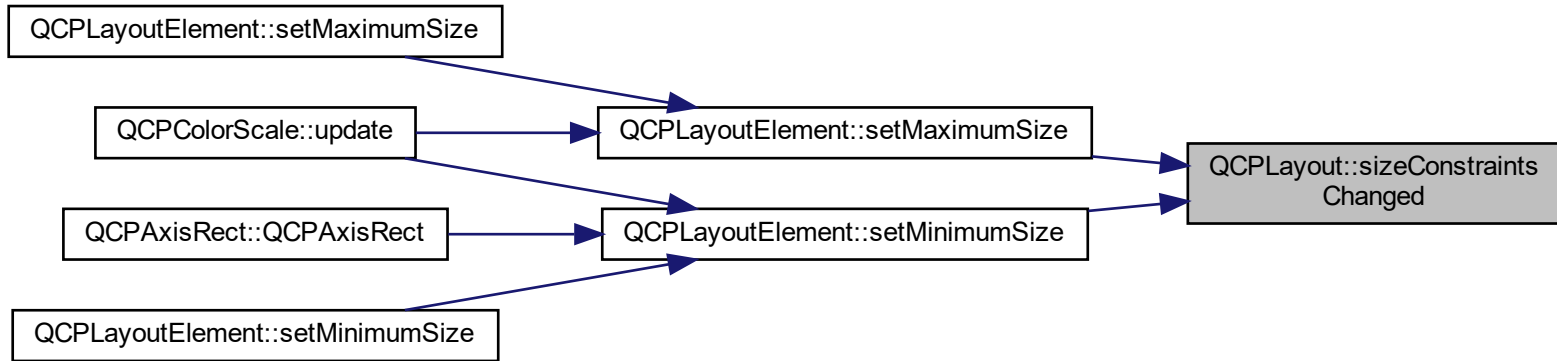 QCPLayoutElement::setMaximumSize
QCPColorScale::update
QCPLayoutElement::setMaximumSize
QCPLayout::sizeConstraints
Changed
QCPAxisRect::QCPAxisRect
QCPLayoutElement::setMinimumSize
QCPLayoutElement::setMinimumSize